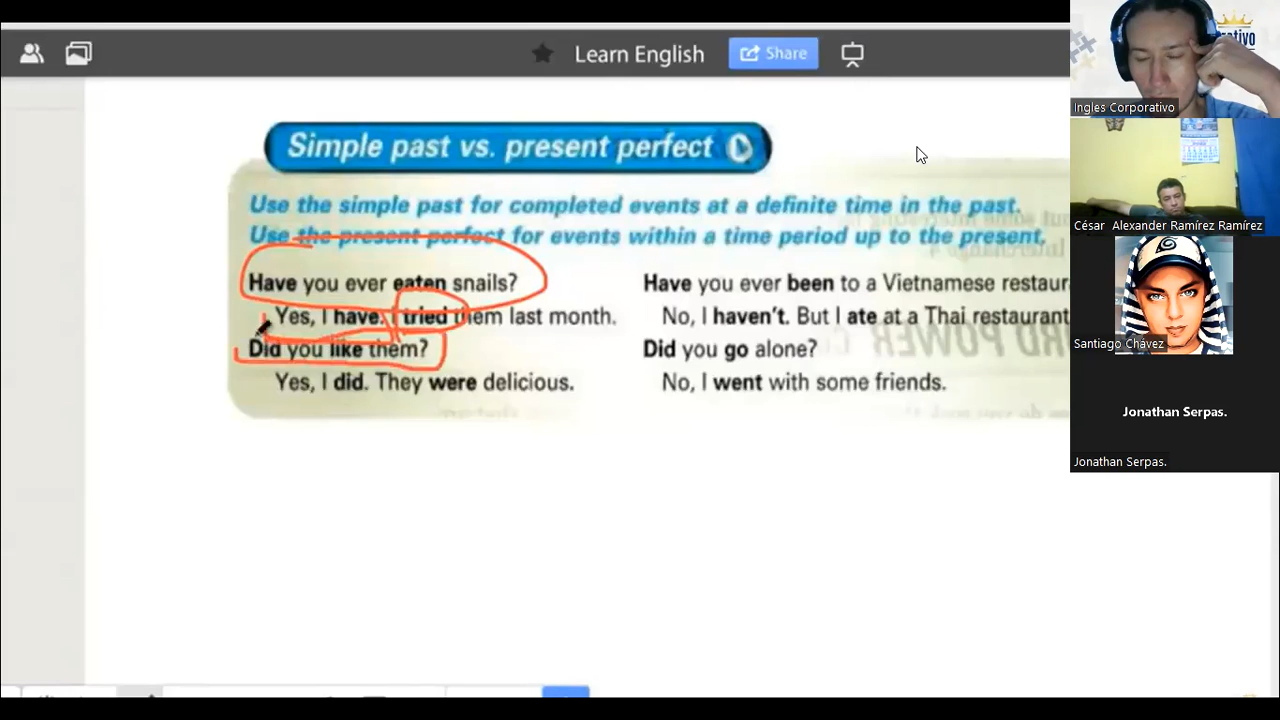 Learn English
Share
Simple past vs. present perfect
Use the simple past for completed events at a definite time in the past.
Use the present perfect for events within a time period up to the present.
Have you ever eaten snails?
Yes, I have. I tried them last month.
Did you like them?
Yes, I did. They were delicious.
Have you ever been to a Vietnamese
No, I haven't. But I ate at a Thai restaurant
Did you go alone?
No, I went with some friends.
Ingles Corporativo
César Alexander Ramírez Ramírez
Santiago Chávez
Jonathan Serpas.
Jonathan Serpas.